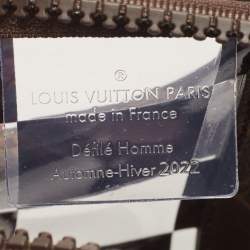 ®
LOUIS VUITTON PARIS
made in France
Défilé Homme
Automne-Hiver 2022